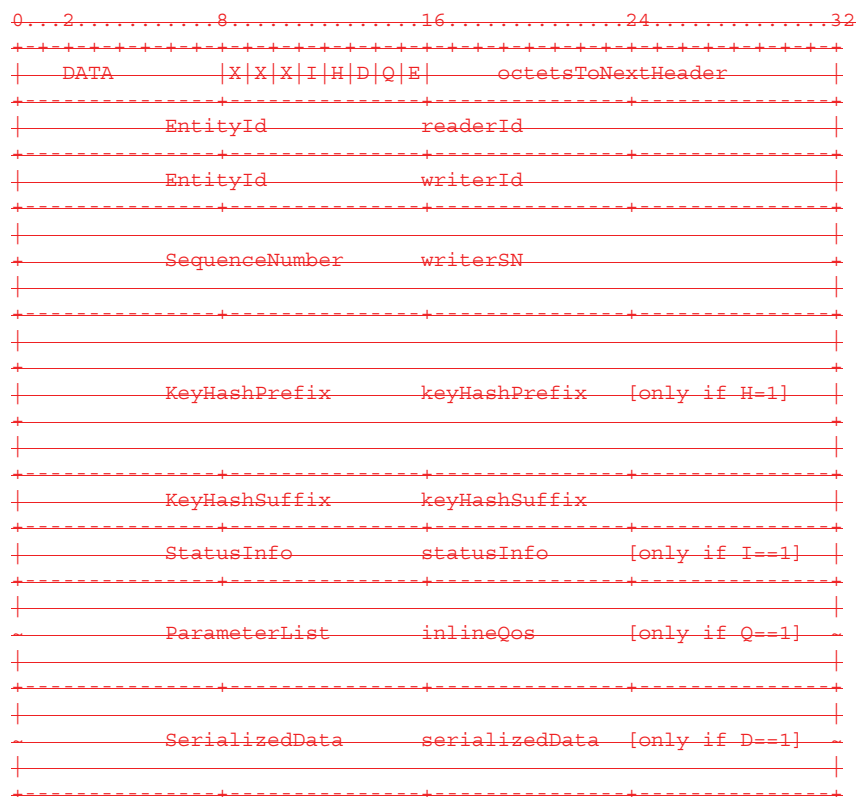 0...2...........8...............16..............24..............32
+-+-+-+-+-+-+-+-+-+-+-+-+-+-+-+-+-+-+-+-+-+-+-+-+-+-+-+-+-+-+-+-+
|   DATA        |X|X|X|I|H|D|Q|E|     octetsToNextHeader        |
+---------------+---------------+---------------+---------------+
|           EntityId            readerId                        |
+---------------+---------------+---------------+---------------+
|           EntityId            writerId                        |
+---------------+---------------+---------------+---------------+
|                                                               |
+           SequenceNumber      writerSN                        +
|                                                               |
+---------------+---------------+---------------+---------------+
|                                                               |
+                                                               +
|           KeyHashPrefix       keyHashPrefix   [only if H=1]   |
+                                                               +
|                                                               |
+---------------+---------------+---------------+---------------+
|           KeyHashSuffix       keyHashSuffix                   |
+---------------+---------------+---------------+---------------+
|           StatusInfo          statusInfo      [only if I==1]  |
+---------------+---------------+---------------+---------------+
|                                                               |
~           ParameterList       inlineQos       [only if Q==1]  ~
|                                                               |
+---------------+---------------+---------------+---------------+
|                                                               |
~           SerializedData      serializedData  [only if D==1]  ~
|                                                               |
+---------------+---------------+---------------+---------------+